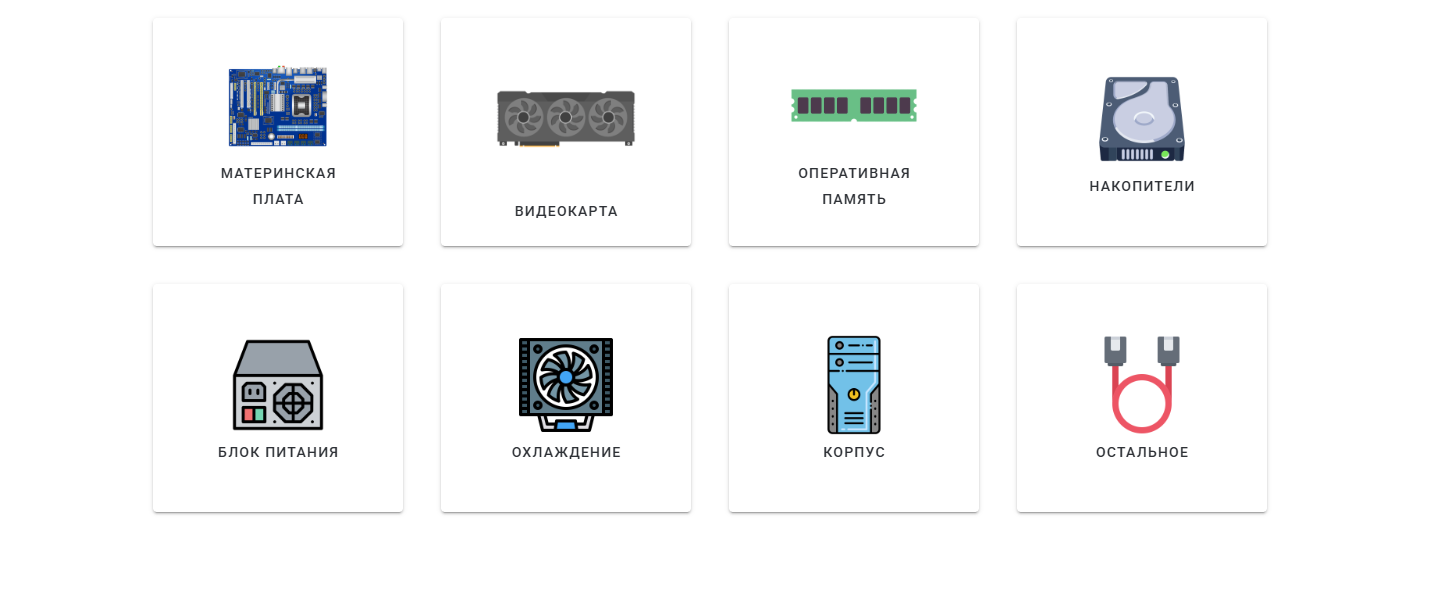 МАТЕРИНСКАЯ
ПЛАТА
ВИДЕОКАРТА
ОПЕРАТИВНАЯ
ПАМЯТЬ
НАКОПИТЕЛИ
БЛОК ПИТАНИЯ
ОХЛАЖДЕНИЕ
КОРПУС
ОСТАЛЬНОЕ